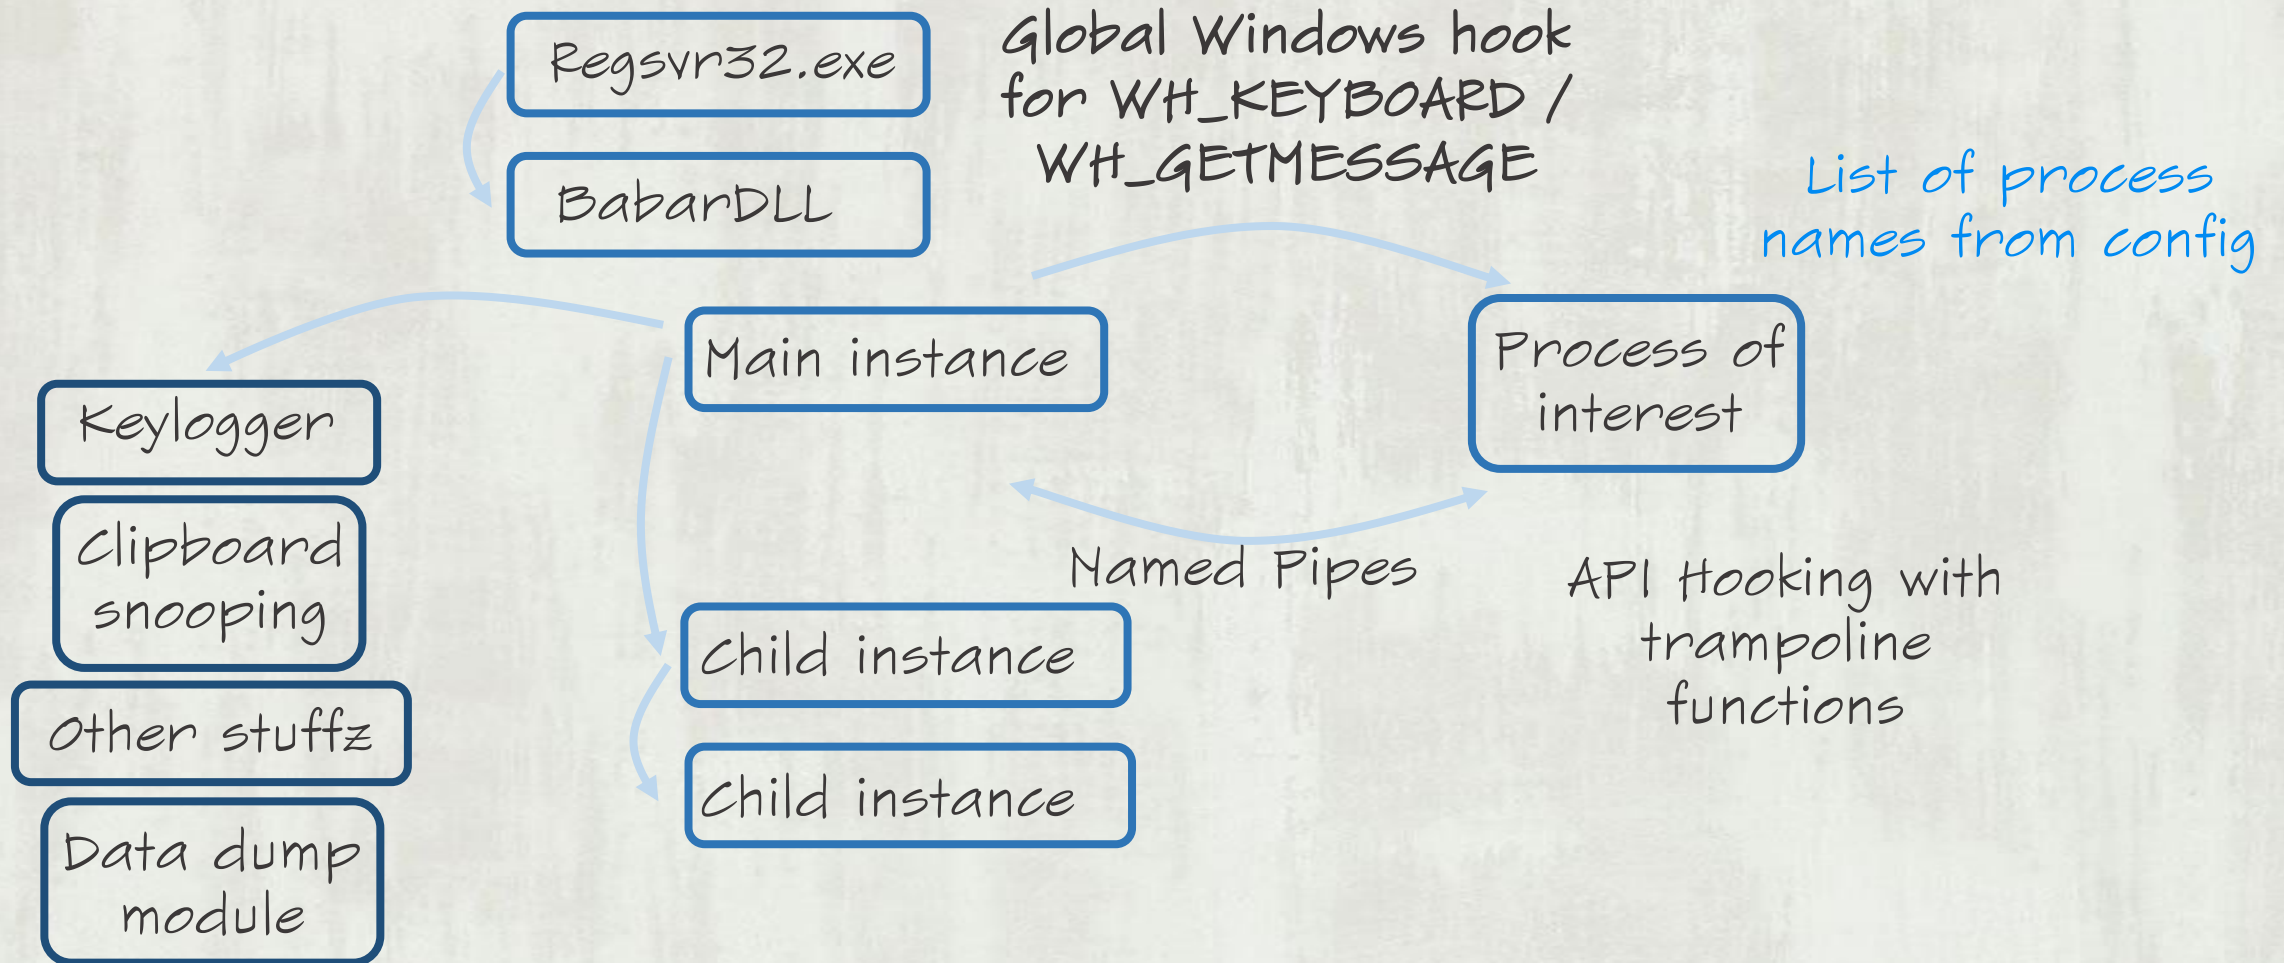 Regsvr32.exe
BabarDLL
Global Windows hook
for WH_KEYBOARD /
WH_GETMESSAGE
List of process
names from config
Main instance
Process of
interest
Keylogger
Clipboard
snooping
Other stuffz
Data dump
module
Named Pipes
Child instance
Child instance
API Hooking with
trampoline
functions